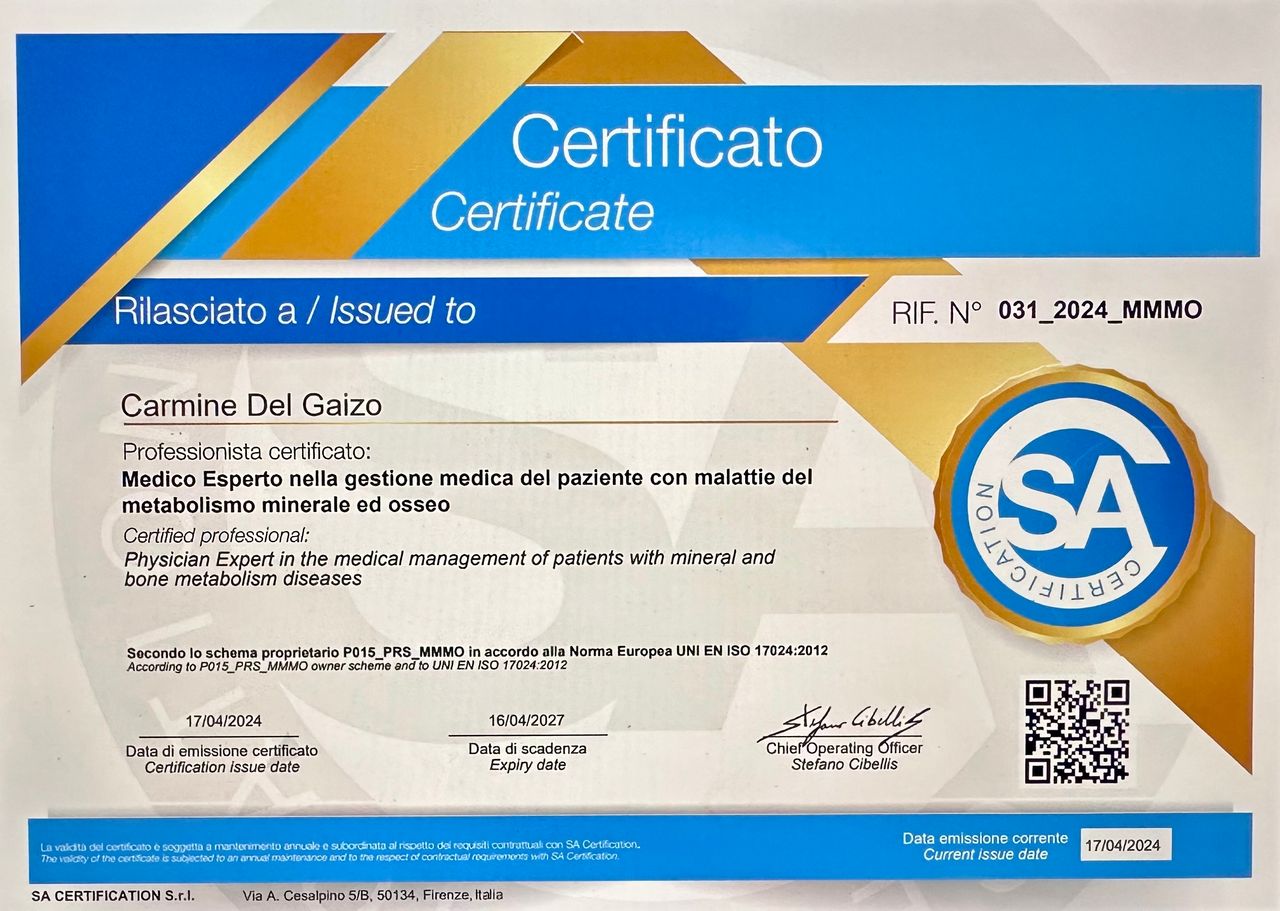 Certificato
Certificate
Rilasciato a / Issued to
RIF. N° 031_2024_MMMO
Carmine Del Gaizo
Professionista certificato:
Medico Esperto nella gestione medica del paziente con malattie del
metabolismo minerale ed osseo
Certified professional:
Physician Expert in the medical management of patients with mineral and
bone metabolism diseases
SA
CERTIFICATION
Secondo lo schema proprietario P015_PRS_MMMO in accordo alla Norma Europea UNI EN ISO 17024:2012
According to P015_PRS_MMMO owner scheme and to UNI EN ISO 17024:2012
17/04/2024
Data di emissione certificato
Certification issue date
16/04/2027
Data di scadenza
Expiry date
Stefano Cibellis
Chief Operating Officer
Stefano Cibellis
La validità del certificato è soggetta a mantenimento annuale e subordinata al rispetto dei requisiti contrattuali con SA Certification.
The validity of the certificate is subjected to an annual maintenance and to the respect of contractual requirements with SA Certification.
Data emissione corrente
Current issue date
17/04/2024
SA CERTIFICATION S.r.l. Via A. Cesalpino 5/B, 50134, Firenze, Italia